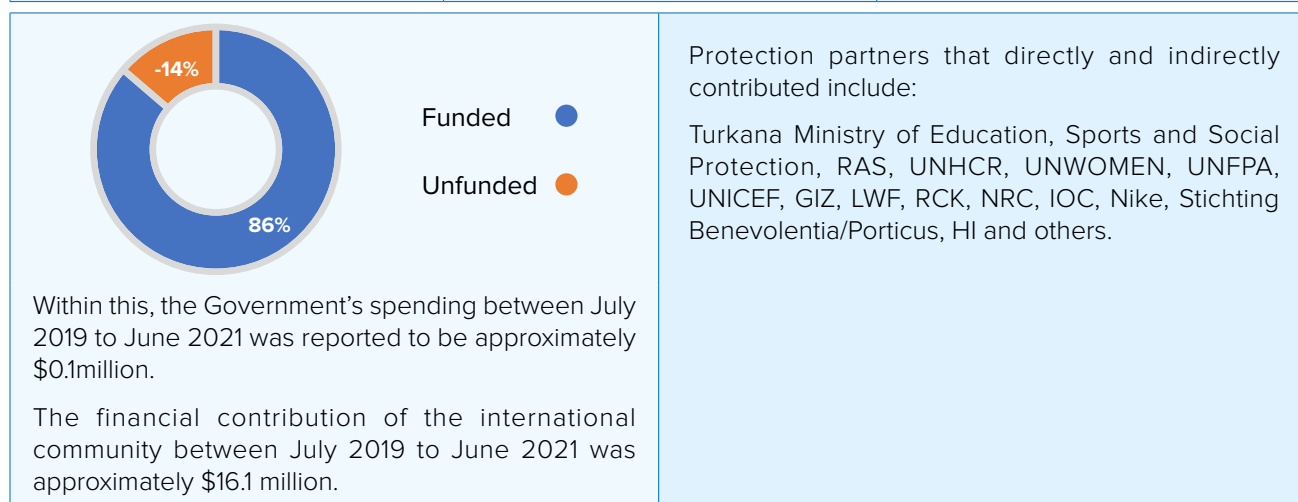 -14%
86%
Funded
Unfunded
Within this, the Government’s spending between July
2019 to June 2021 was reported to be approximately
$0.1million.
The financial contribution of the international
community between July 2019 to June 2021 was
approximately $16.1 million.
Protection partners that directly and indirectly
contributed include:
Turkana Ministry of Education, Sports and Social
Protection, RAS, UNHCR, UNWOMEN, UNFPA,
UNICEF, GIZ, LWF, RCK, NRC, IOC, Nike, Stichting
Benevolentia/Porticus, HI and others.